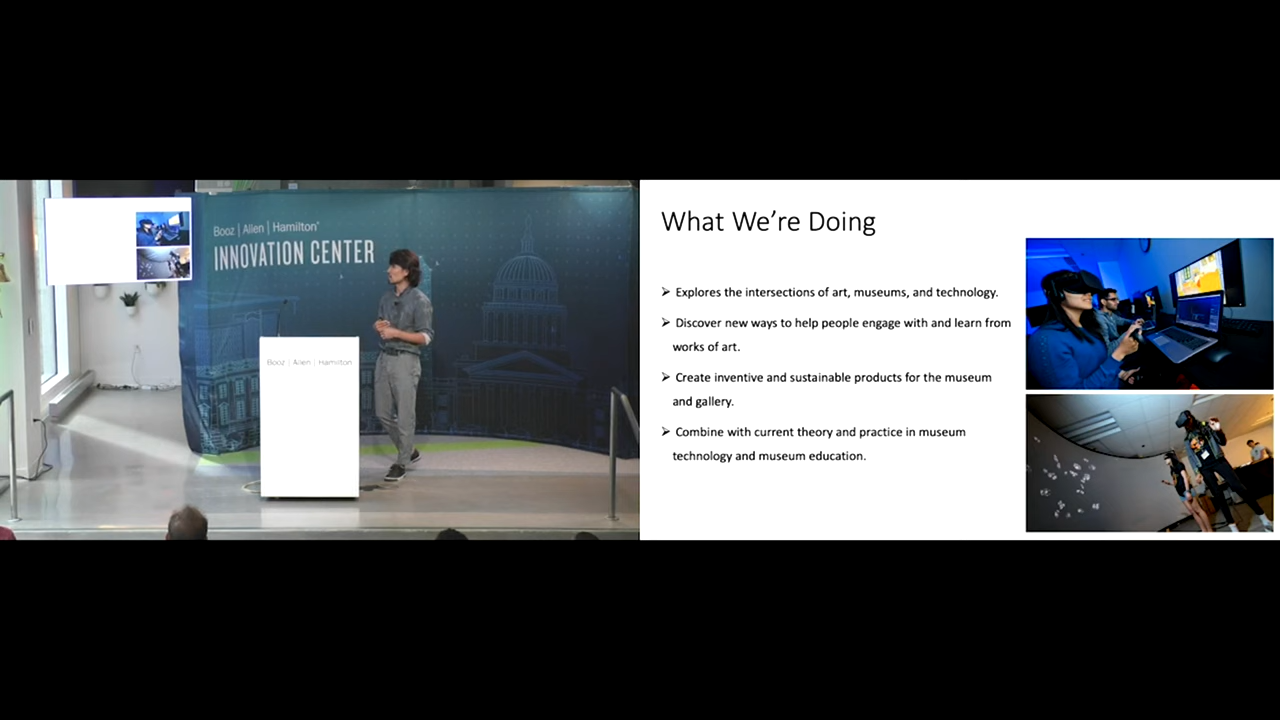 Booz | Allen | Hamilton®
INNOVATION CENTER
Booz | Allen | Hamilton
What We're Doing
➢ Explores the intersections of art, museums, and technology.
➢ Discover new ways to help people engage with and learn from
works of art.
➢ Create inventive and sustainable products for the museum
and gallery.
➢ Combine with current theory and practice in museum
technology and museum education.